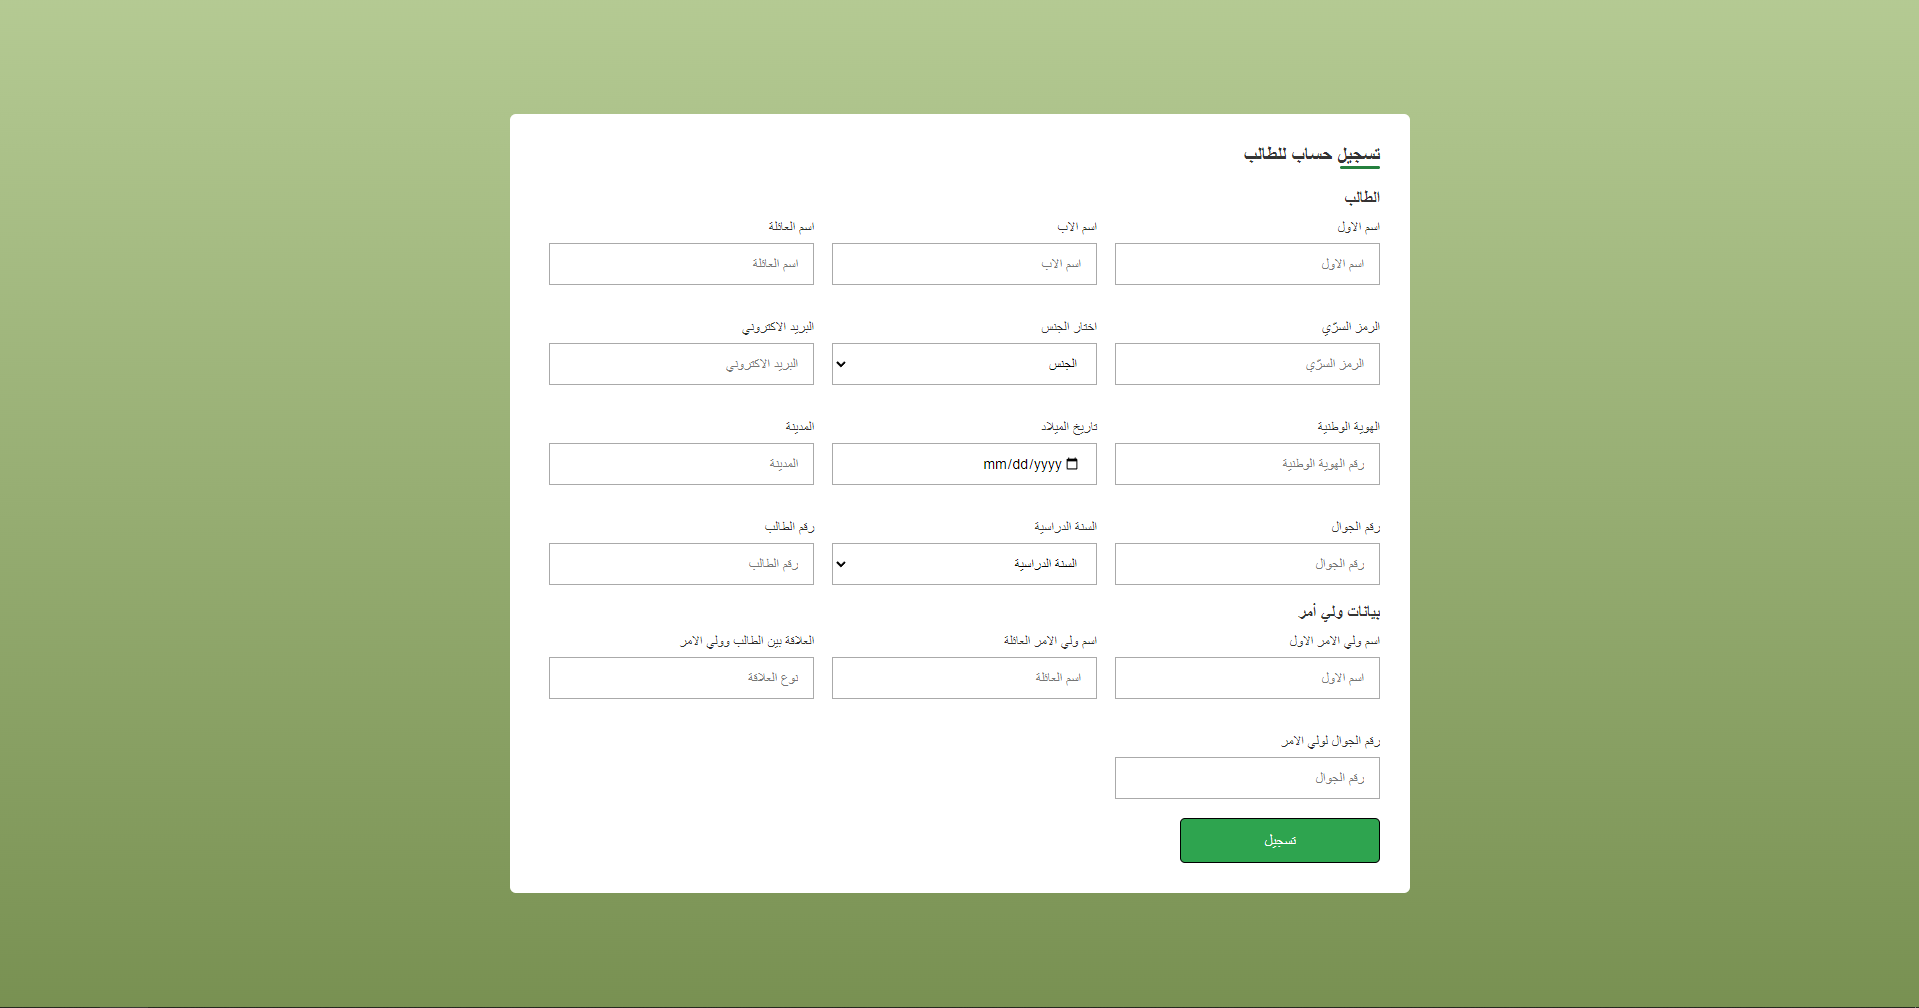 تسجيل حساب للطالب
الطالب
اسم الاول اسم الاب اسم العائلة
اسم الاول اسم الاب اسم العائلة
الرمز السرّي اختار الجنس البريد الاكتروني
الرمز السرّي الجنس البريد الاكتروني
الهوية الوطنية تاريخ الميلاد المدينة
رقم الهوية الوطنية mm/dd/yyyy المدينة
رقم الجوال السنة الدراسية رقم الطالب
رقم الجوال السنة الدراسية رقم الطالب
بيانات ولي أمر
اسم ولي الامر الاول اسم ولي الامر العائلة العلاقة بين الطالب وولي الامر
اسم الاول اسم العائلة نوع العلاقة
رقم الجوال لولي الامر
رقم الجوال
تسجيل